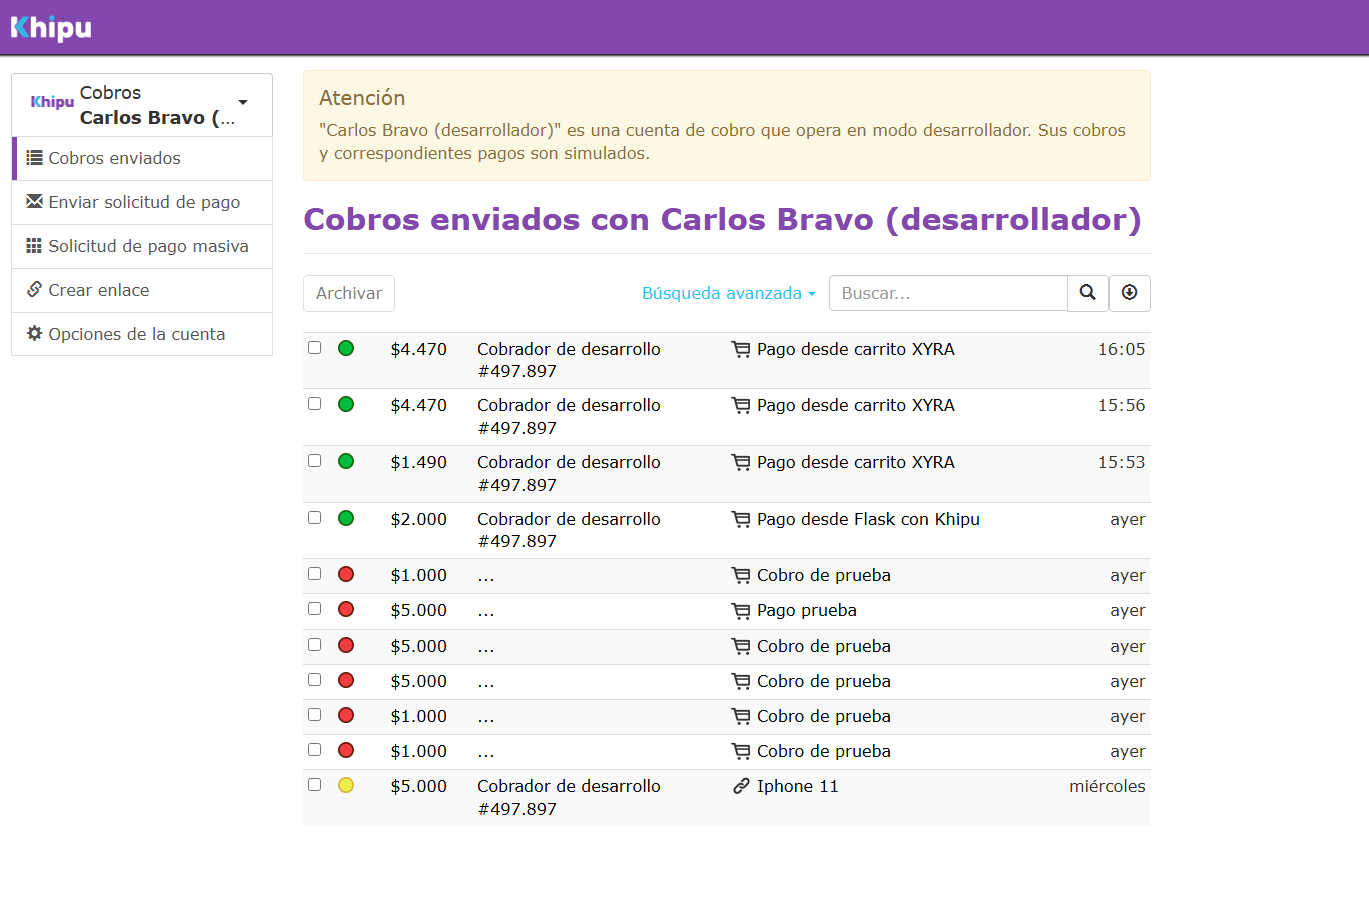 Khipu
Khipu Cobros
Carlos Bravo (...
Cobros enviados
Enviar solicitud de pago
Solicitud de pago masiva
Crear enlace
Opciones de la cuenta
Atención
"Carlos Bravo (desarrollador)" es una cuenta de cobro que opera en modo desarrollador. Sus cobros
y correspondientes pagos son simulados.
Cobros enviados con Carlos Bravo (desarrollador)
Archivar Búsqueda avanzada Buscar...
$4.470 Cobrador de desarrollo Pago desde carrito XYRA 16:05
#497.897
$4.470 Cobrador de desarrollo Pago desde carrito XYRA 15:56
#497.897
$1.490 Cobrador de desarrollo Pago desde carrito XYRA 15:53
#497.897
$2.000 Cobrador de desarrollo Pago desde Flask con Khipu ayer
#497.897
$1.000 ... Cobro de prueba ayer
$5.000 ... Pago prueba ayer
$5.000 ... Cobro de prueba ayer
$5.000 ... Cobro de prueba ayer
$1.000 ... Cobro de prueba ayer
$1.000 ... Cobro de prueba ayer
$5.000 Cobrador de desarrollo Iphone 11 miércoles
#497.897